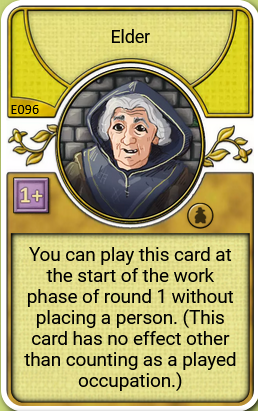 Elder
E096
1+
You can play this card at
the start of the work
phase of round 1 without
placing a person. (This
card has no effect other
than counting as a played
occupation.)